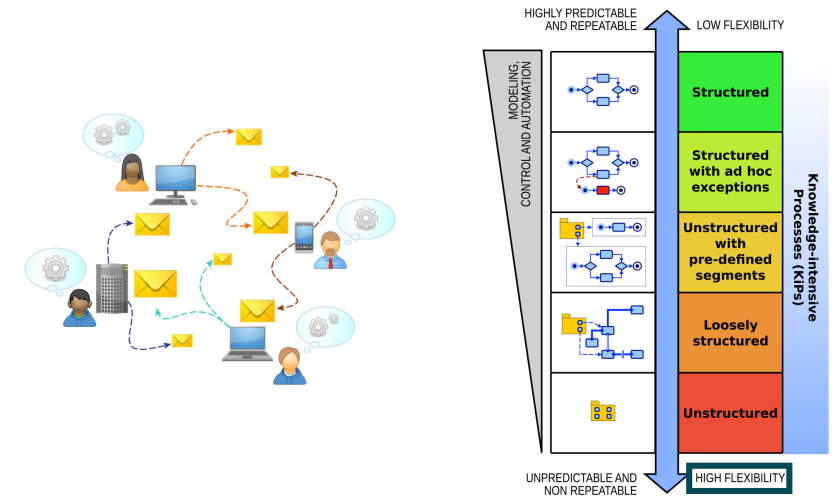 HIGHLY PREDICTABLE
AND REPEATABLE
LOW FLEXIBILITY
MODELING,
CONTROL AND AUTOMATION
Structured
Structured
with ad hoc
exceptions
Unstructured
with
pre-defined
segments
Loosely
structured
Unstructured
Knowledge-intensive
Processes (KiPs)
UNPREDICTABLE AND
NON REPEATABLE
HIGH FLEXIBILITY